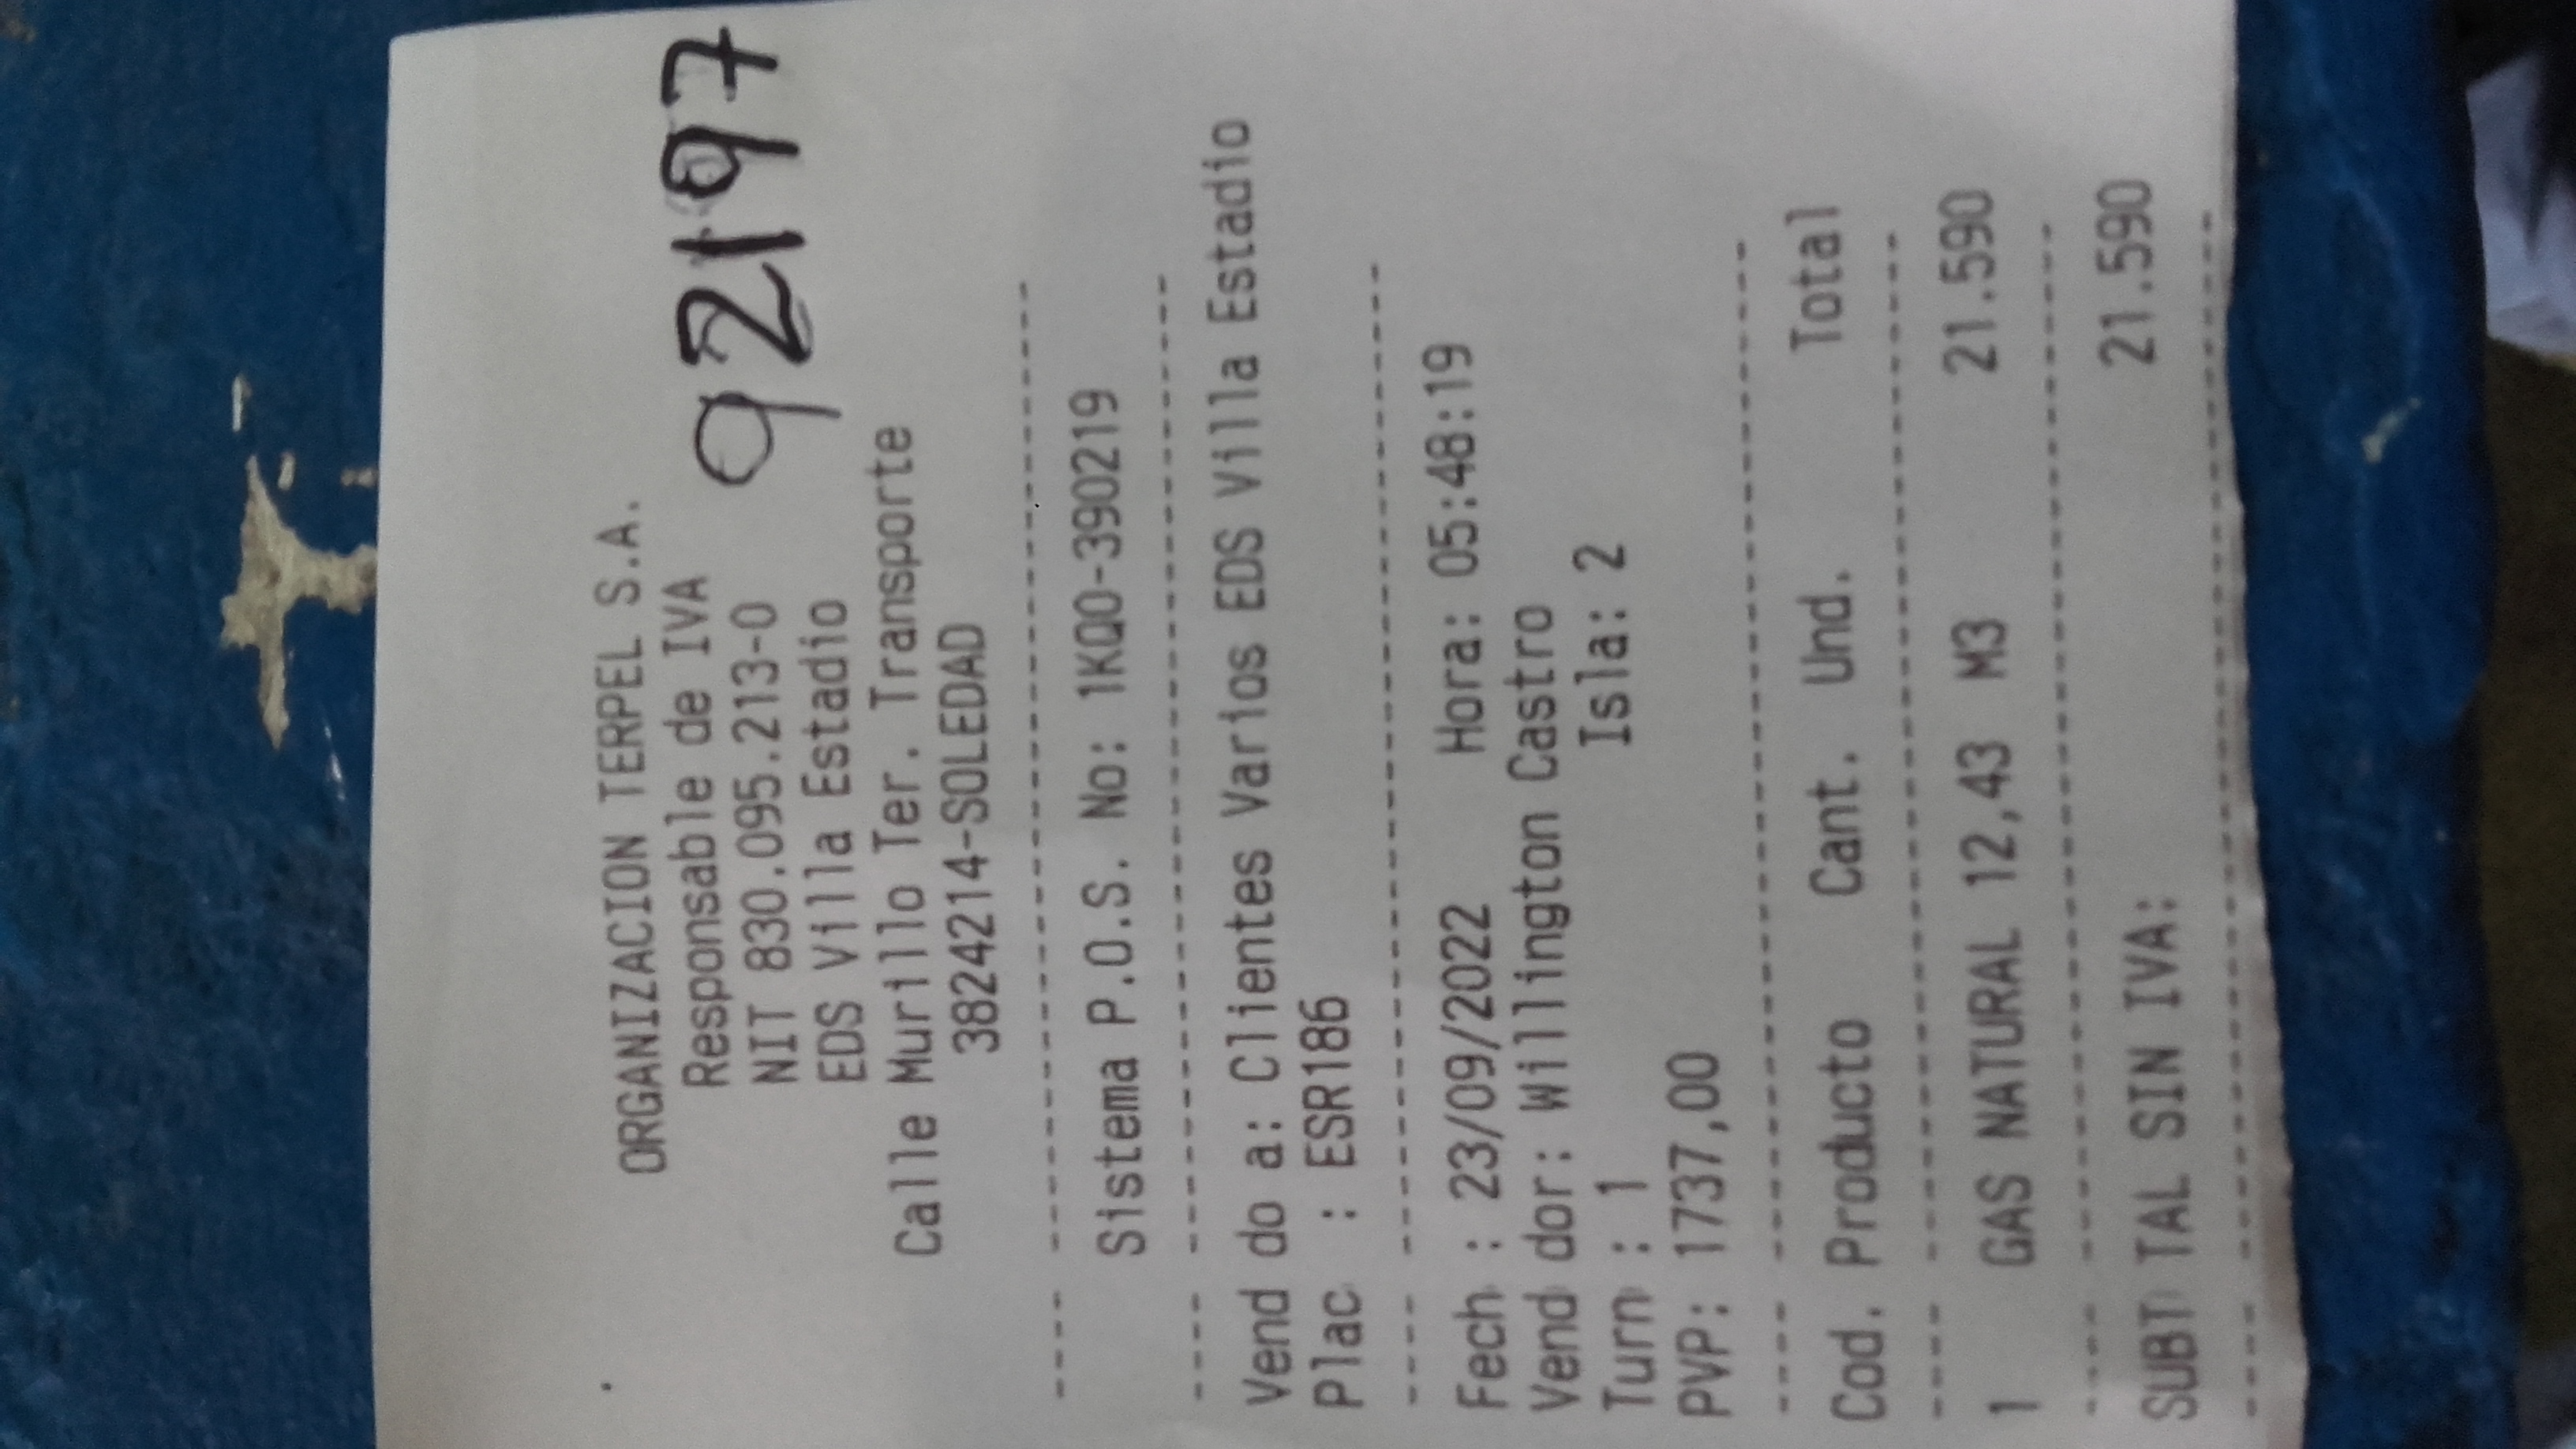 ORGANIZACION TERPEL S.A.
Responsable de IVA
92197
NIT 830.095.213-0
EDS Villa Estadio
Calle Murillo Ter. Transporte
3824214-SOLEDAD
Sistema P.O.S. No: 1KQO-390219
Vend do a: Clientes Varios EDS Villa Estadio
Plac : ESR186
Fech : 23/09/2022 Hora: 05:48:19
Vend dor: Willington Castro
Turn : 1 Isla: 2
PVP: 1737,00
Cod. Producto Cant. Und. Total
1 GAS NATURAL 12,43 M3 21.590
SUBT TAL SIN IVA: 21.590